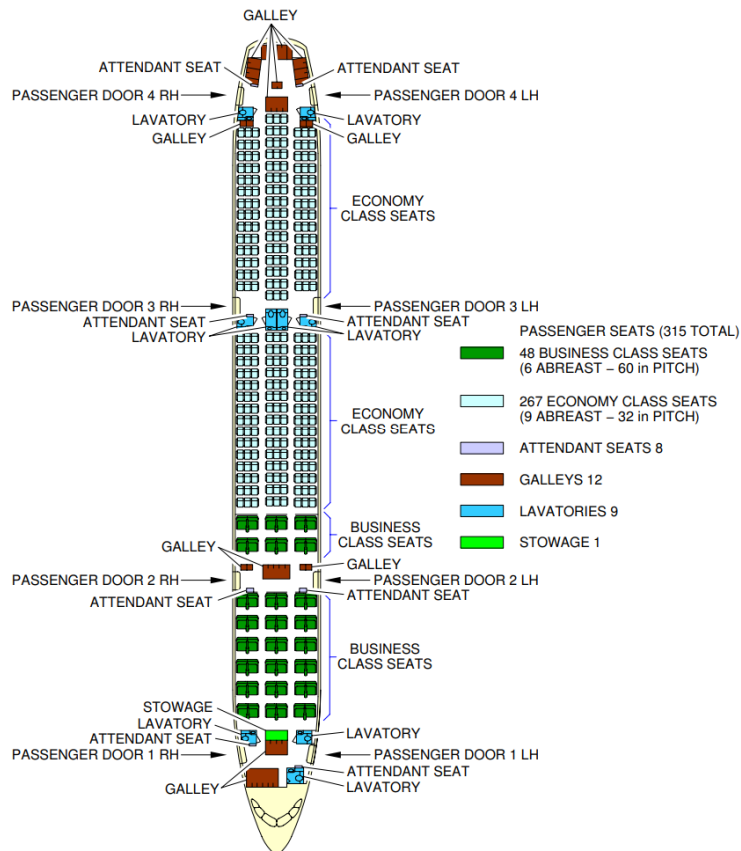 GALLEY
ATTENDANT SEAT
ATTENDANT SEAT
PASSENGER DOOR 4 RH
PASSENGER DOOR 4 LH
LAVATORY
LAVATORY
GALLEY
GALLEY
ECONOMY
CLASS SEATS
PASSENGER DOOR 3 RH
PASSENGER DOOR 3 LH
ATTENDANT SEAT
ATTENDANT SEAT
LAVATORY
LAVATORY
PASSENGER SEATS (315 TOTAL)
48 BUSINESS CLASS SEATS
(6 ABREAST – 60 in PITCH)
267 ECONOMY CLASS SEATS
(9 ABREAST – 32 in PITCH)
ATTENDANT SEATS 8
GALLEYS 12
LAVATORIES 9
STOWAGE 1
ECONOMY
CLASS SEATS
BUSINESS
CLASS SEATS
GALLEY
GALLEY
PASSENGER DOOR 2 RH
PASSENGER DOOR 2 LH
ATTENDANT SEAT
ATTENDANT SEAT
BUSINESS
CLASS SEATS
STOWAGE
LAVATORY
LAVATORY
ATTENDANT SEAT
PASSENGER DOOR 1 RH
PASSENGER DOOR 1 LH
ATTENDANT SEAT
GALLEY
LAVATORY